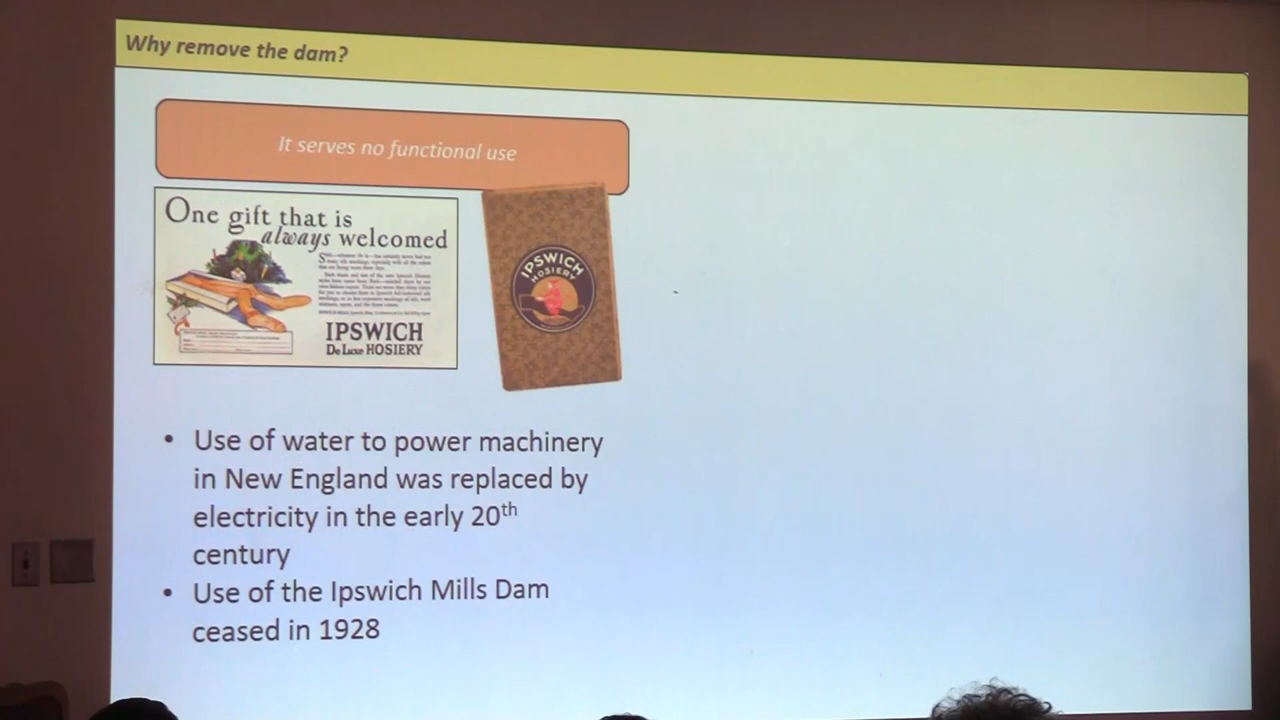 Why remove the dam?
It serves no functional use
One gift that is
always welcomed
IPSWICH
De Luxe HOSIERY
IPSWICH
HOSIERY
• Use of water to power machinery
in New England was replaced by
electricity in the early 20th
century
• Use of the Ipswich Mills Dam
ceased in 1928